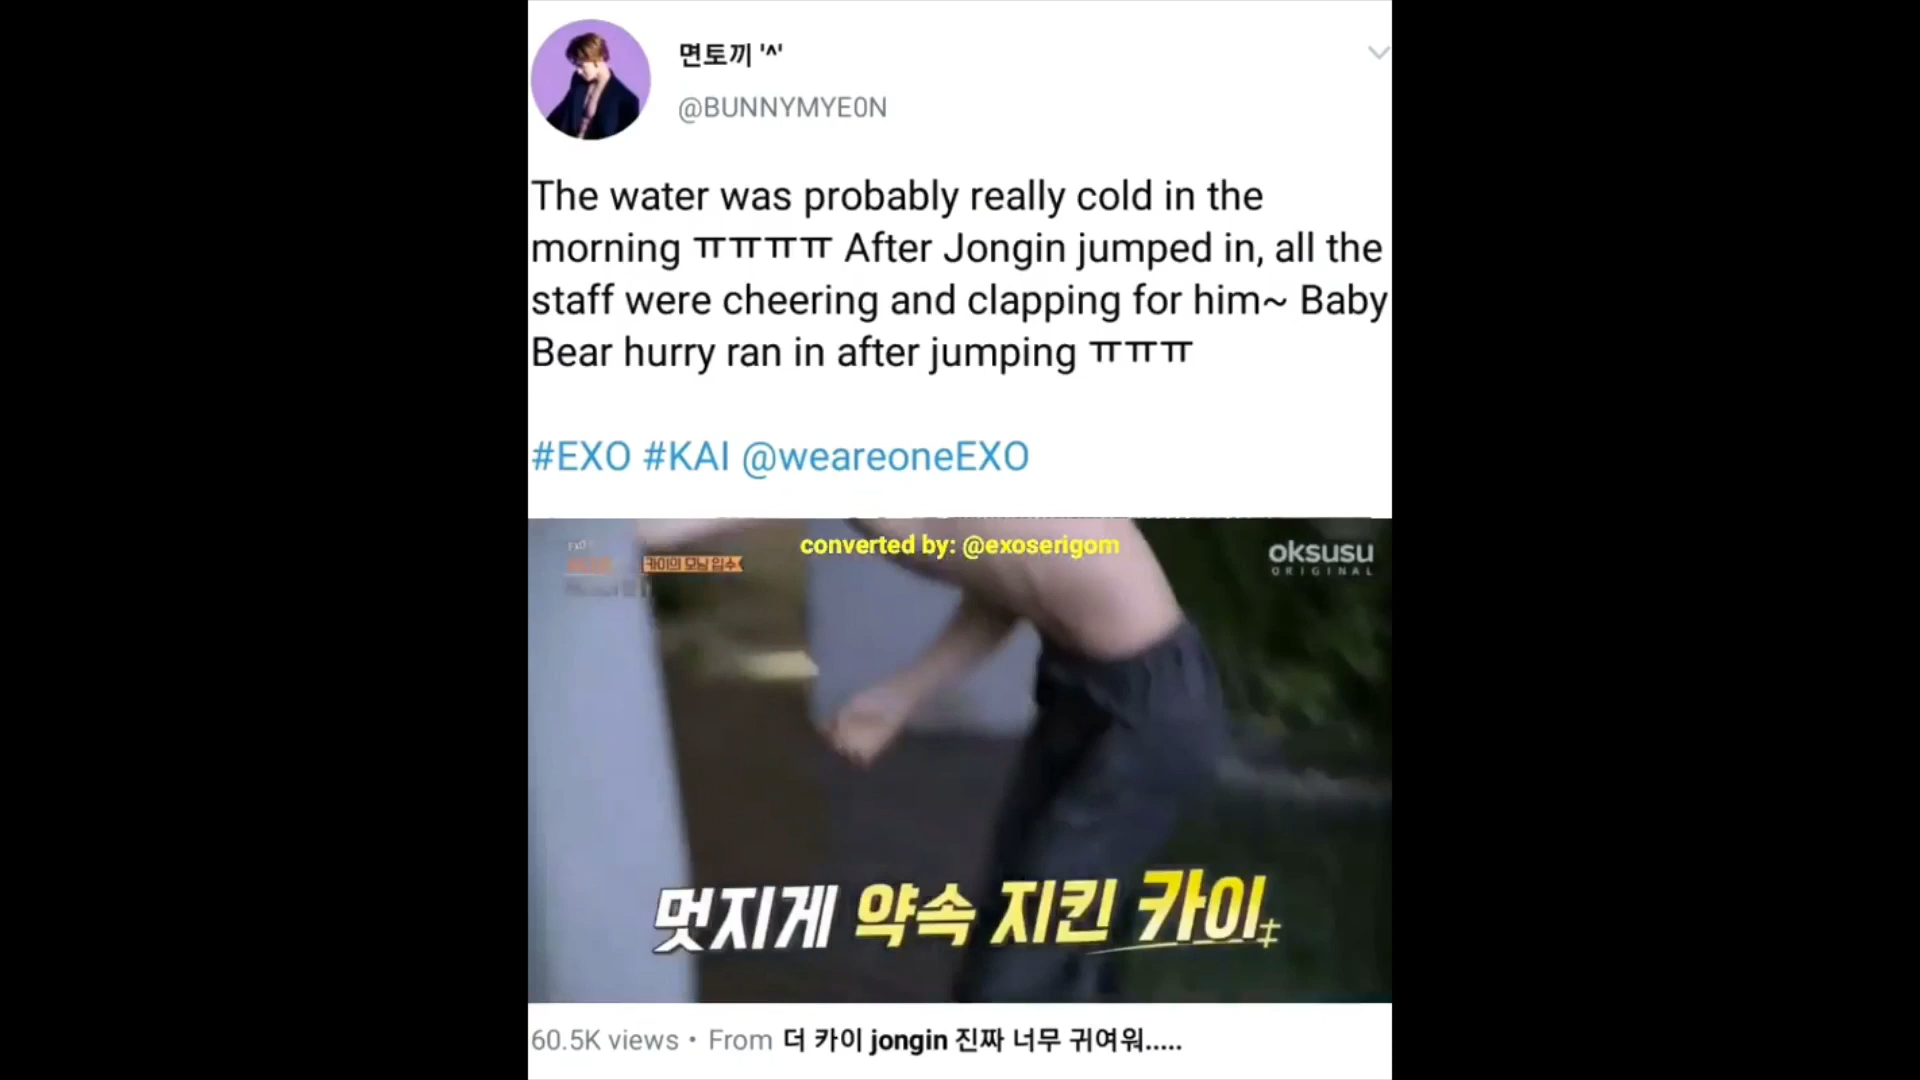 면토끼 '^'
@BUNNYMYE0N
The water was probably really cold in the
morning ㅠㅠㅠㅠ After Jongin jumped in, all the
staff were cheering and clapping for him~ Baby
Bear hurry ran in after jumping ㅠㅠㅠ
#EXO #KAI @weareoneEXO
converted by: @exoserigom
EXO
카이의 모닝 입수
oksusu
ORIGINAL
멋지게 약속 지킨 카이
60.5K views • From 더 카이 jongin 진짜 너무 귀여워.....